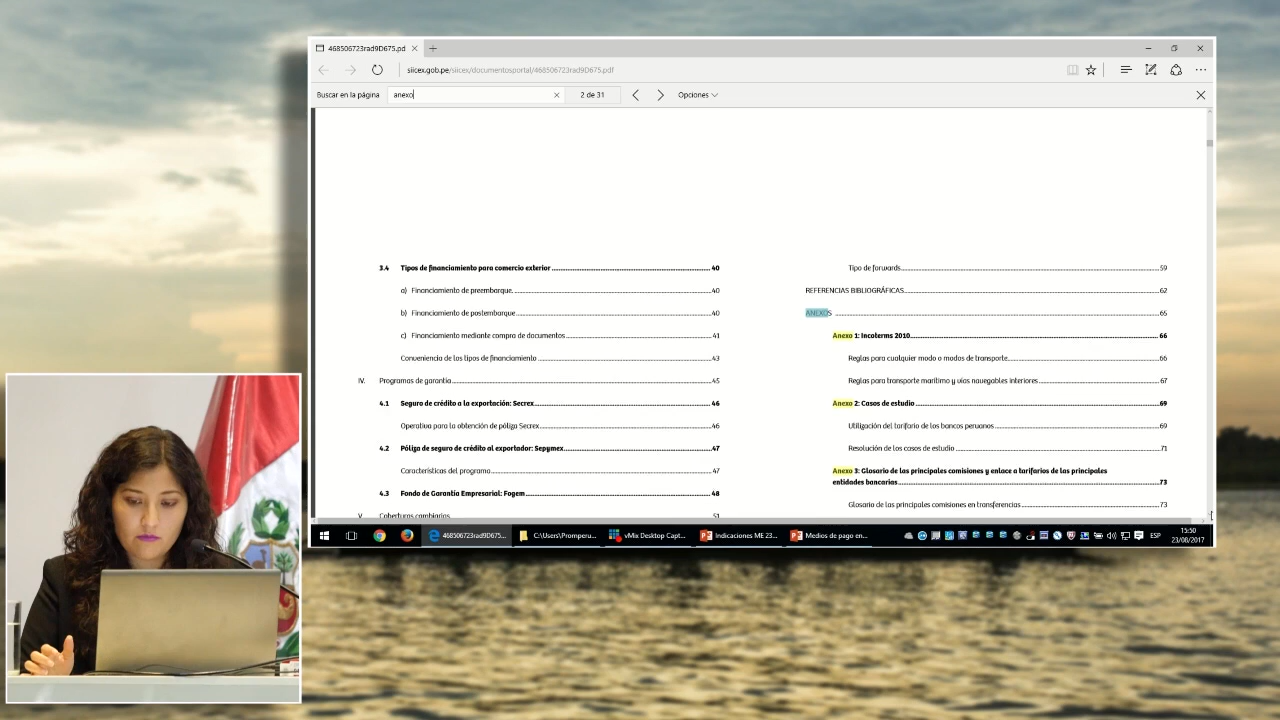 468506723rad9D675.pd
siicex.gob.pe/siicex/documentosportal/468506723rad9D675.pdf
Buscar en la página anexo 2 de 31 Opciones
3.4 Tipos de financiamiento para comercio exterior 40
a) Financiamiento de preembarque. 40
b) Financiamiento de postembarque 40
c) Financiamiento mediante compra de documentos 41
Conveniencia de los tipos de financiamiento 43
IV. Programas de garantía 45
4.1 Seguro de crédito a la exportación: Secrex 46
Operativa para la obtención de póliza Secrex 46
4.2 Póliza de seguro de crédito al exportador: Sepymex 47
Características del programa 47
4.3 Fondo de Garantía Empresarial: Fogem 48
V. Coberturas cambiarias 51
Tipo de forwards 59
REFERENCIAS BIBLIOGRÁFICAS 62
ANEXOS 65
Anexo 1: Incoterms 2010 66
Reglas para cualquier modo o modos de transporte 66
Reglas para transporte marítimo y vías navegables interiores 67
Anexo 2: Casos de estudio 69
Utilización del tarifario de los bancos peruanos 69
Resolución de los casos de estudio 71
Anexo 3: Glosario de las principales comisiones y enlace a tarifarios de las principales
entidades bancarias 73
Glosario de las principales comisiones en transferencias 73
468506723rad9D675... C:\Users\Promperu... vMix Desktop Capt... Indicaciones ME 23... Medios de pago en... ESP 15:50
23/08/2017